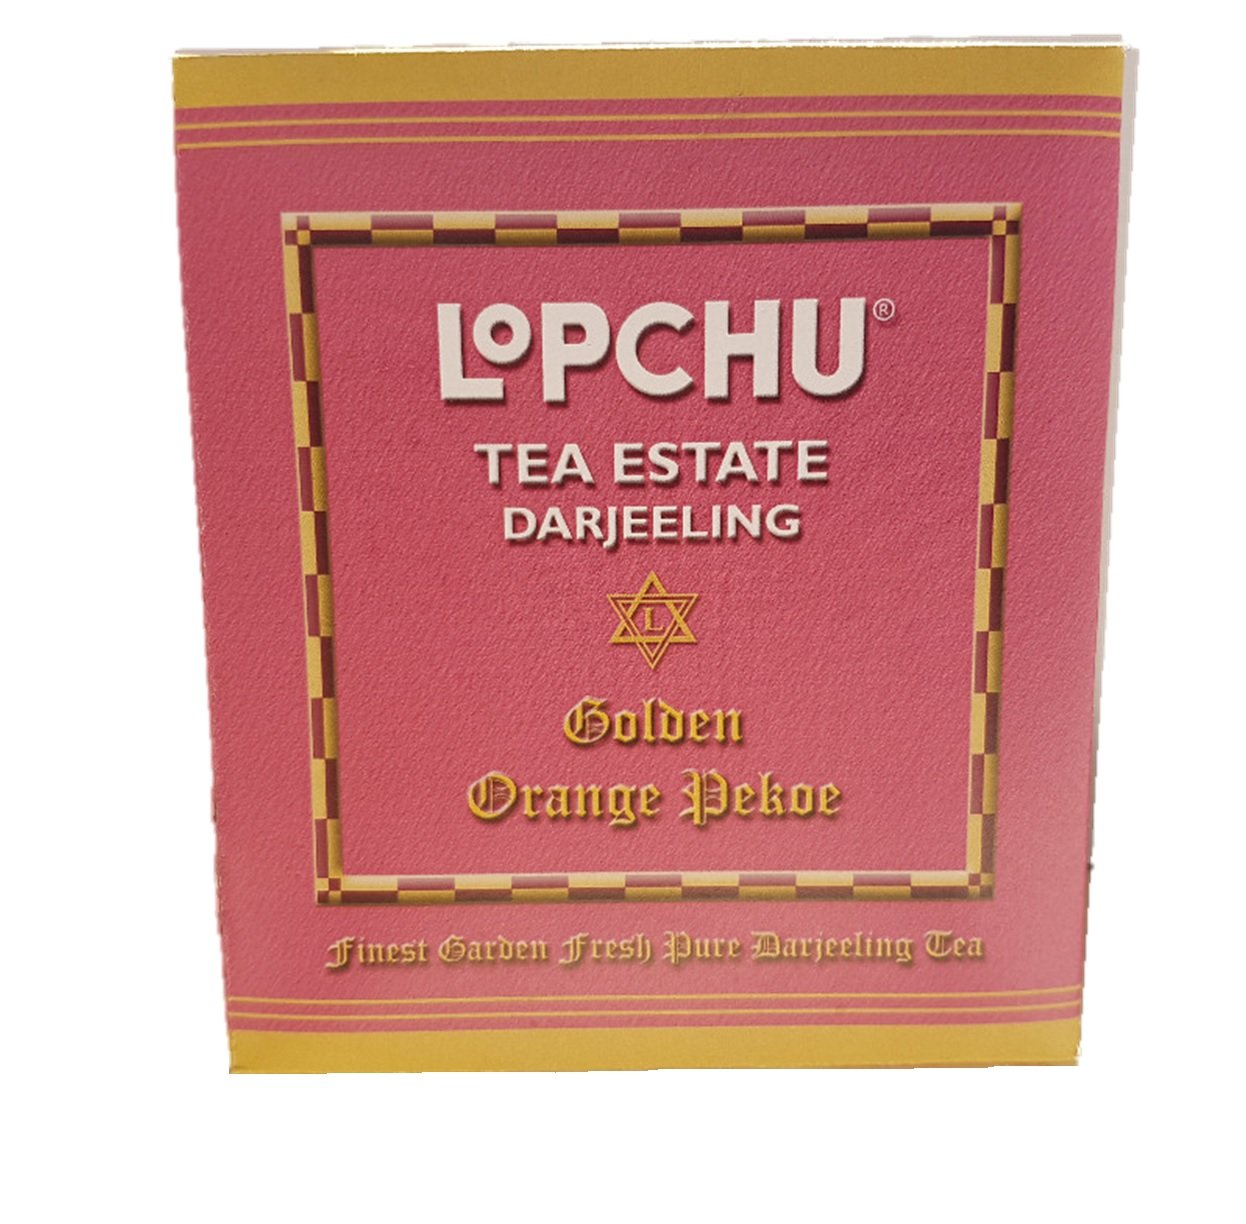 LoPCHU®
TEA ESTATE
DARJEELING
L
Golden
Orange Pekoe
Finest Garden Fresh Pure Darjeeling Tea